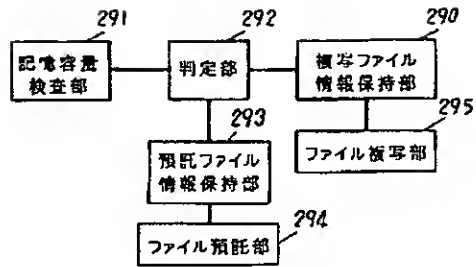 291
292
290
記憶容量
検査部
判定部
複写ファイル
情報保持部
293
295
預託ファイル
情報保持部
ファイル複写部
294
ファイル預託部